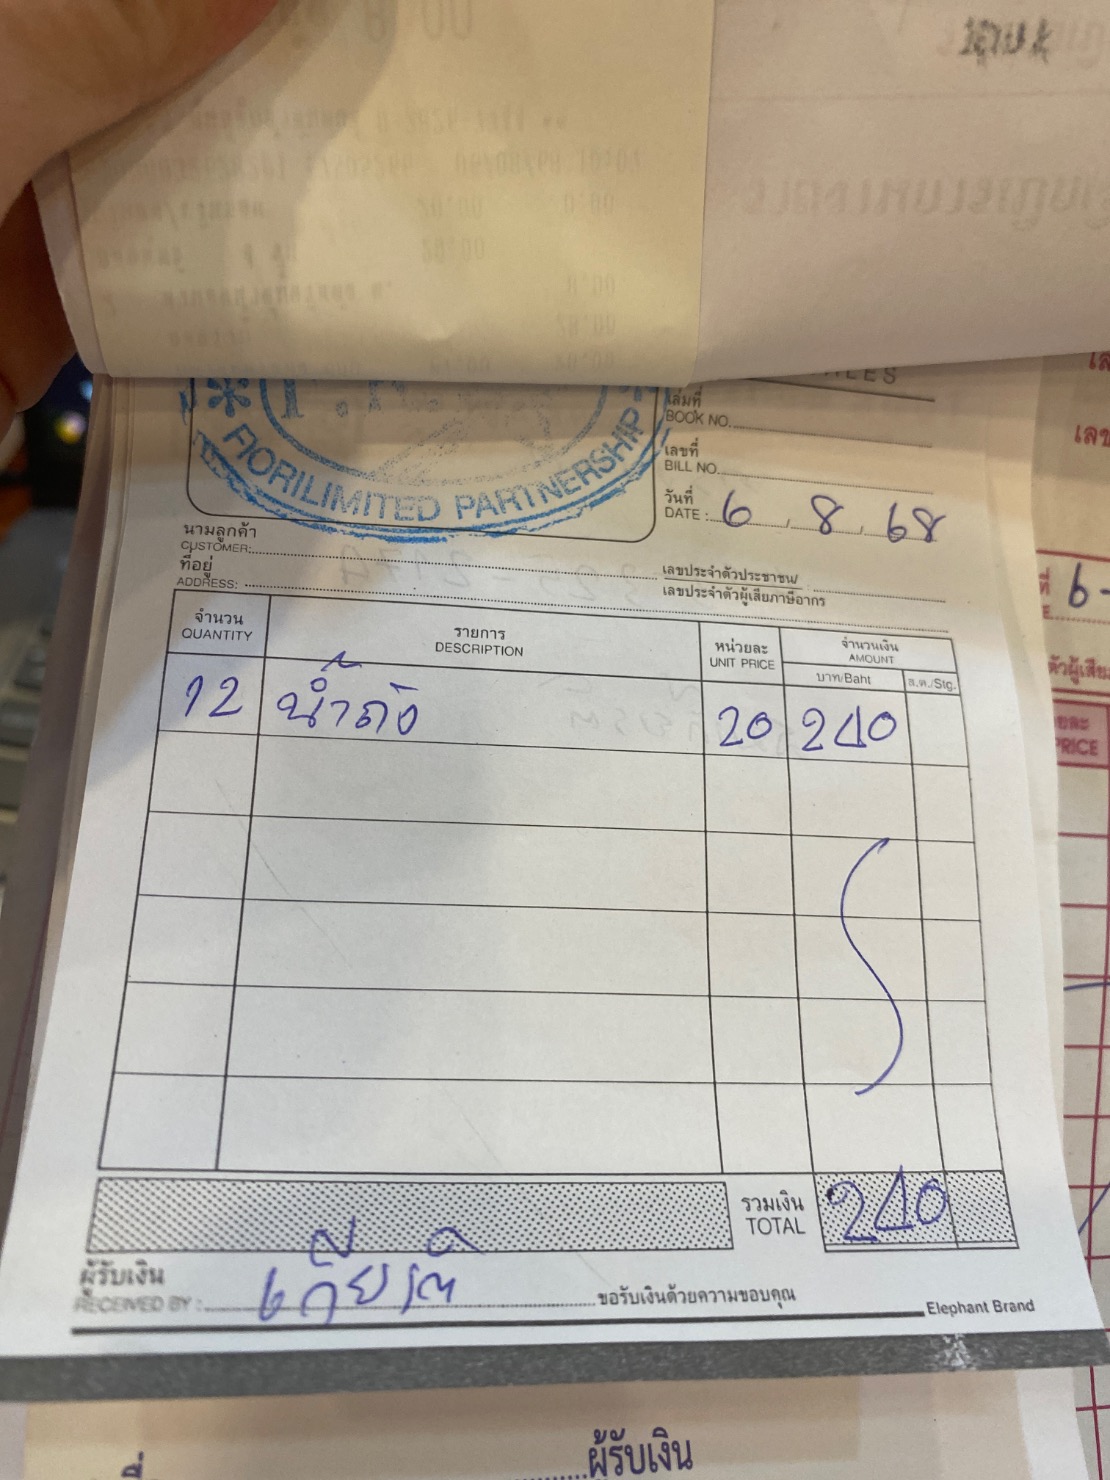 FIORILIMITED PARTNERSHIP
เล่มที่
BOOK NO.
เลขที่
BILL NO.
วันที่
DATE : 6 , 8 , 68
นามลูกค้า
CUSTOMER:
ที่อยู่
ADDRESS:
เลขประจำตัวประชาชน/
เลขประจำตัวผู้เสียภาษีอากร
จำนวน รายการ หน่วยละ จำนวนเงิน
QUANTITY DESCRIPTION UNIT PRICE AMOUNT
บาท/Baht ส.ต./Stg.
12 น้ำถัง 20 240
รวมเงิน
TOTAL 240
ผู้รับเงิน
RECEIVED BY :
ขอรับเงินด้วยความขอบคุณ
Elephant Brand
ผู้รับเงิน